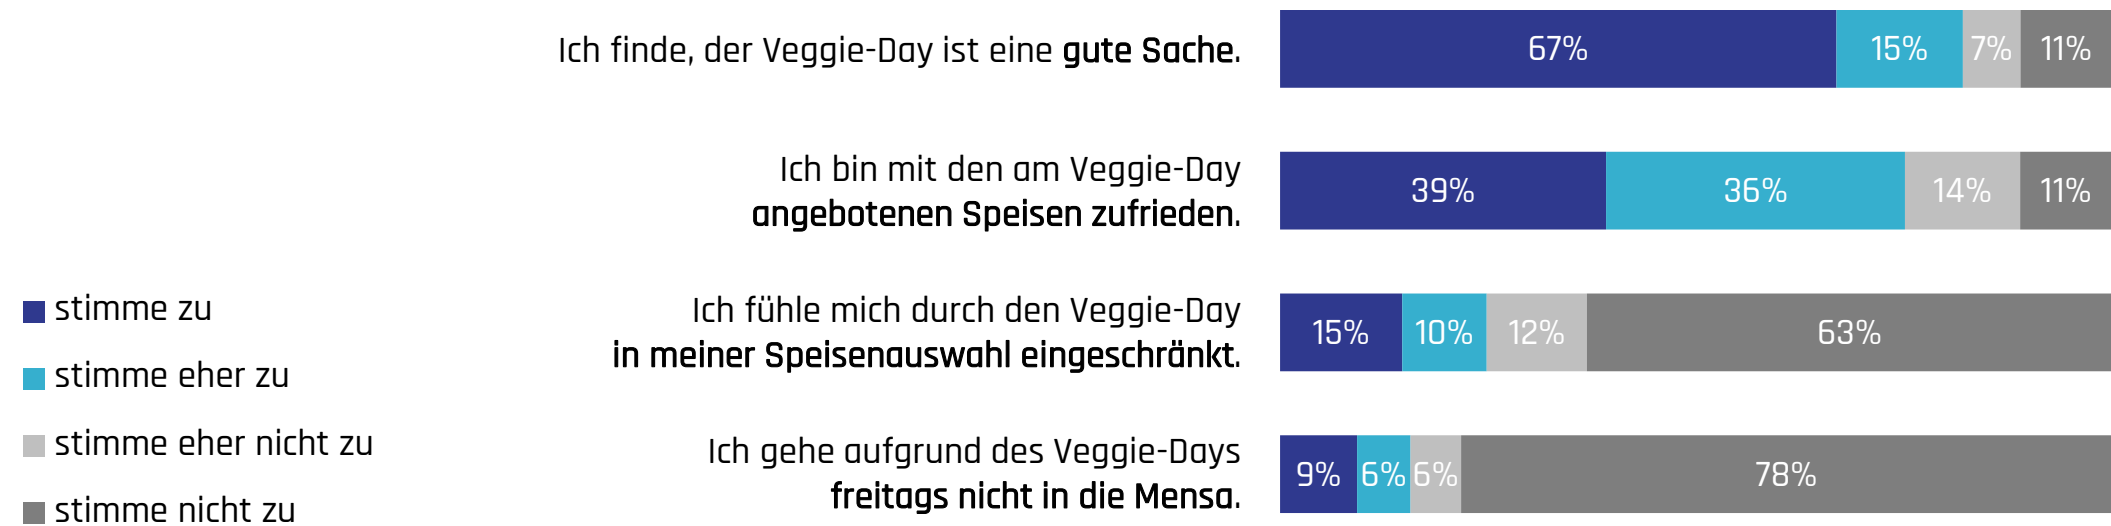 Ich finde, der Veggie-Day ist eine gute Sache.
67% 15% 7% 11%
Ich bin mit den am Veggie-Day
angebotenen Speisen zufrieden.
39% 36% 14% 11%
Ich fühle mich durch den Veggie-Day
in meiner Speisenauswahl eingeschränkt.
15% 10% 12% 63%
Ich gehe aufgrund des Veggie-Days
freitags nicht in die Mensa.
9% 6% 6% 78%
stimme zu
stimme eher zu
stimme eher nicht zu
stimme nicht zu